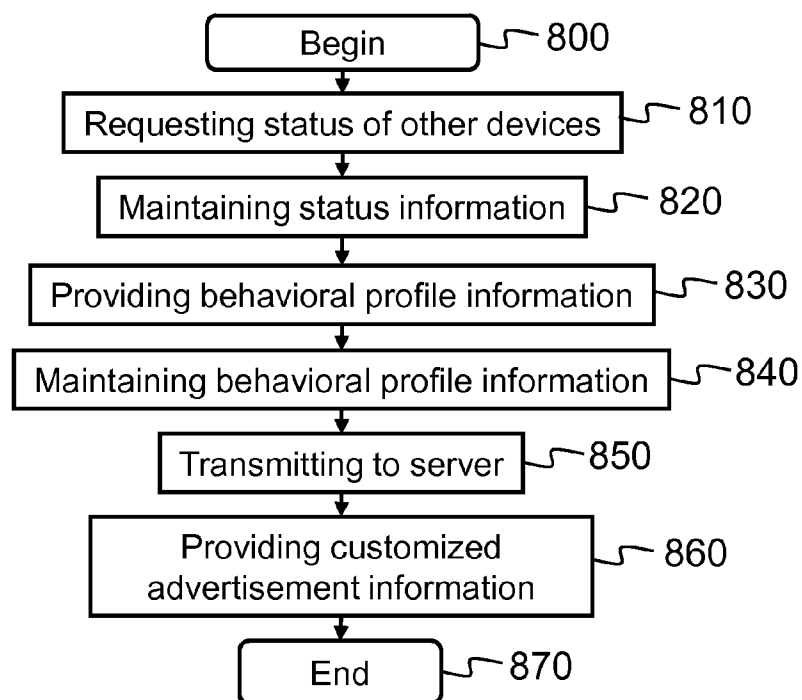 Begin 800
Requesting status of other devices 810
Maintaining status information 820
Providing behavioral profile information 830
Maintaining behavioral profile information 840
Transmitting to server 850
Providing customized
advertisement information 860
End 870